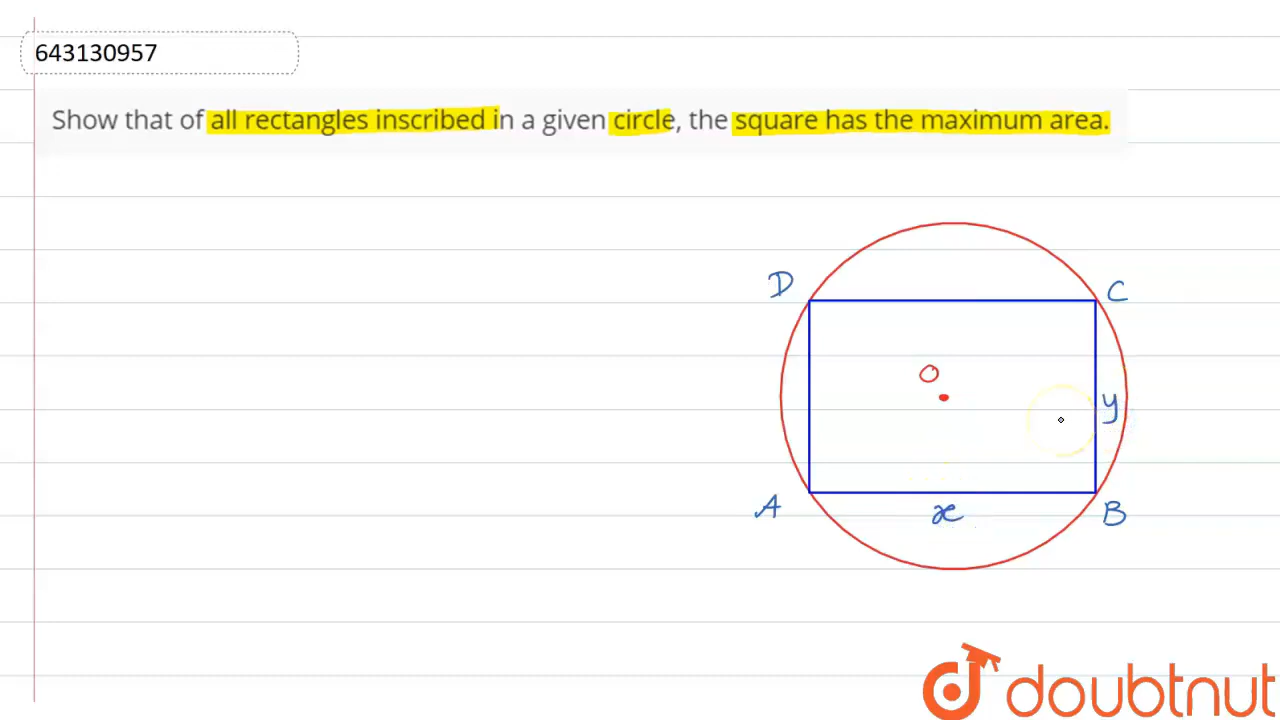 643130957
Show that of all rectangles inscribed in a given circle, the square has the maximum area.
D
C
O
y
A
x
B
doubtnut